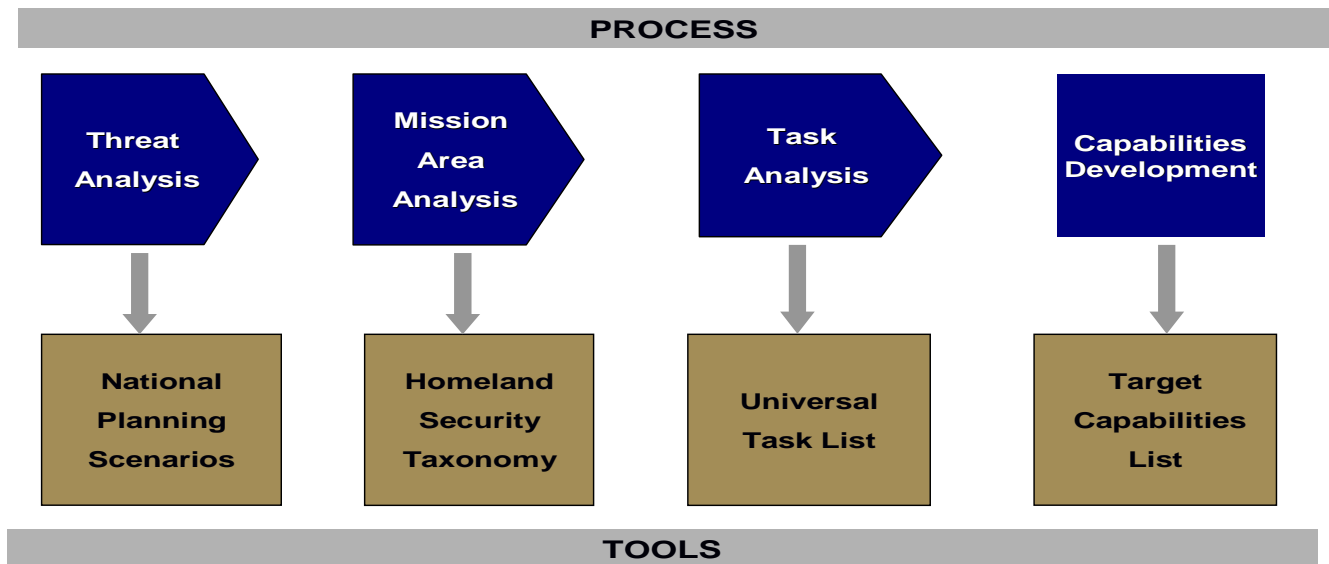 PROCESS
Threat
Analysis
Mission
Area
Analysis
Task
Analysis
Capabilities
Development
National
Planning
Scenarios
Homeland
Security
Taxonomy
Universal
Task List
Target
Capabilities
List
TOOLS